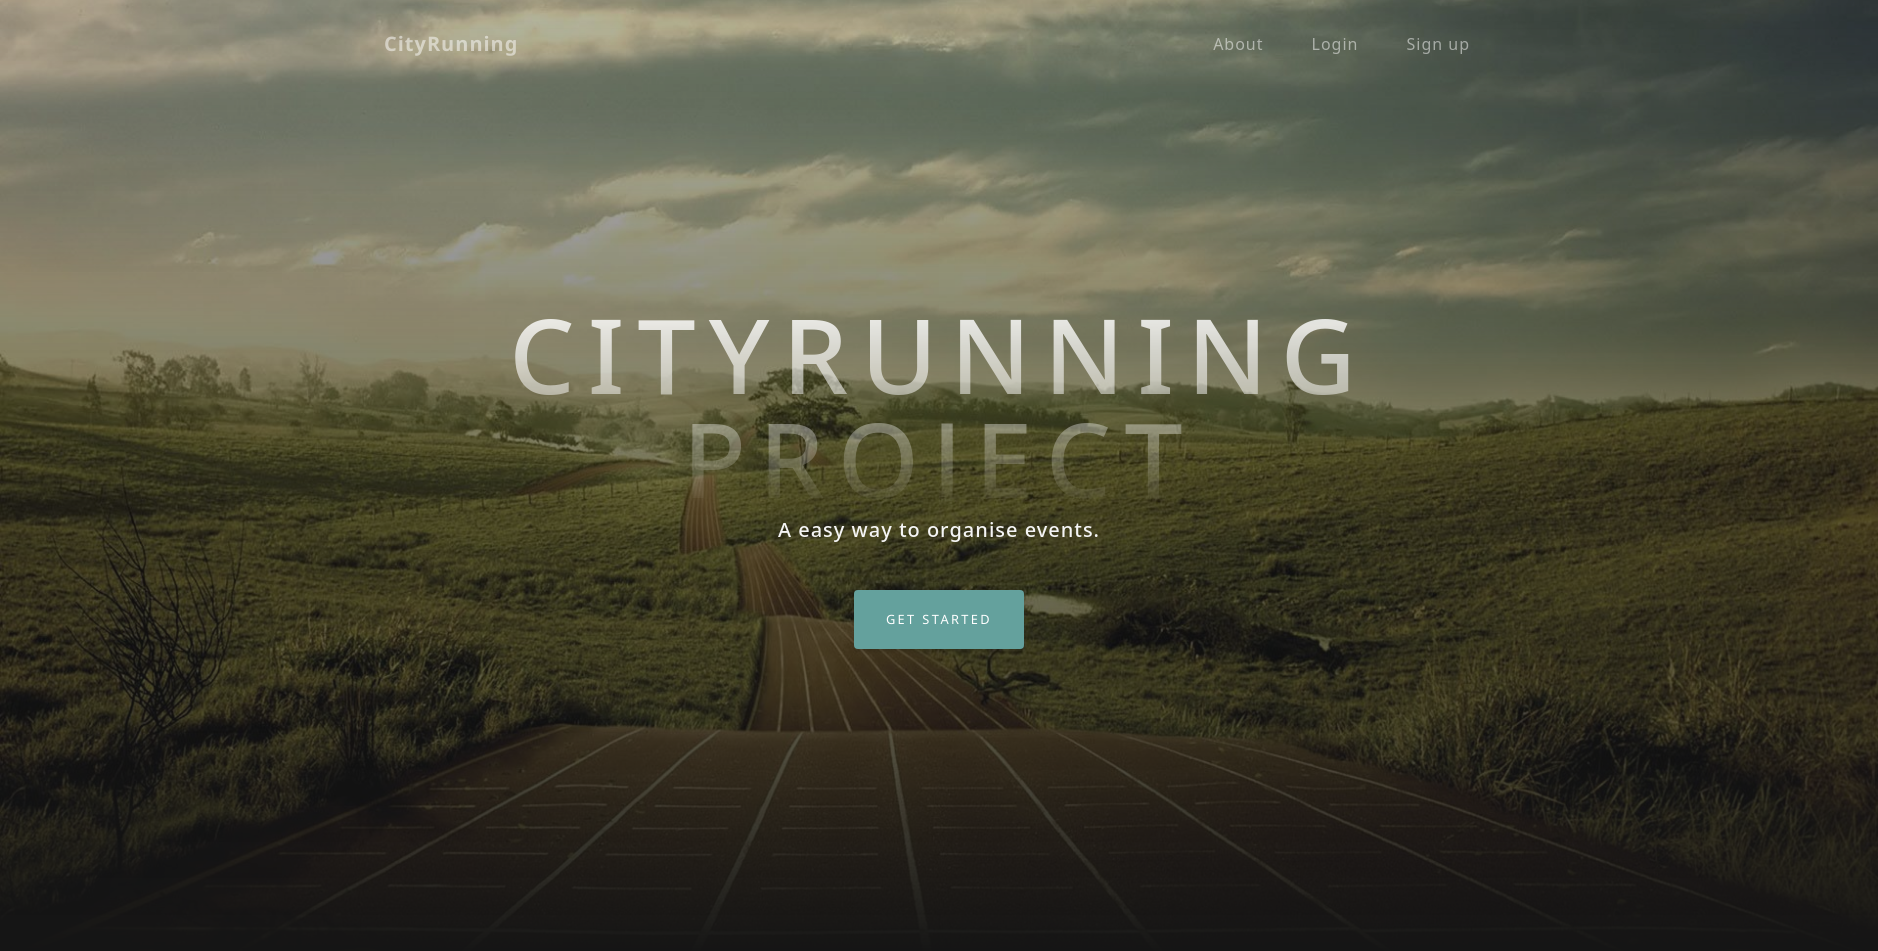 CityRunning
About Login Sign up
CITYRUNNING
PROJECT
A easy way to organise events.
GET STARTED